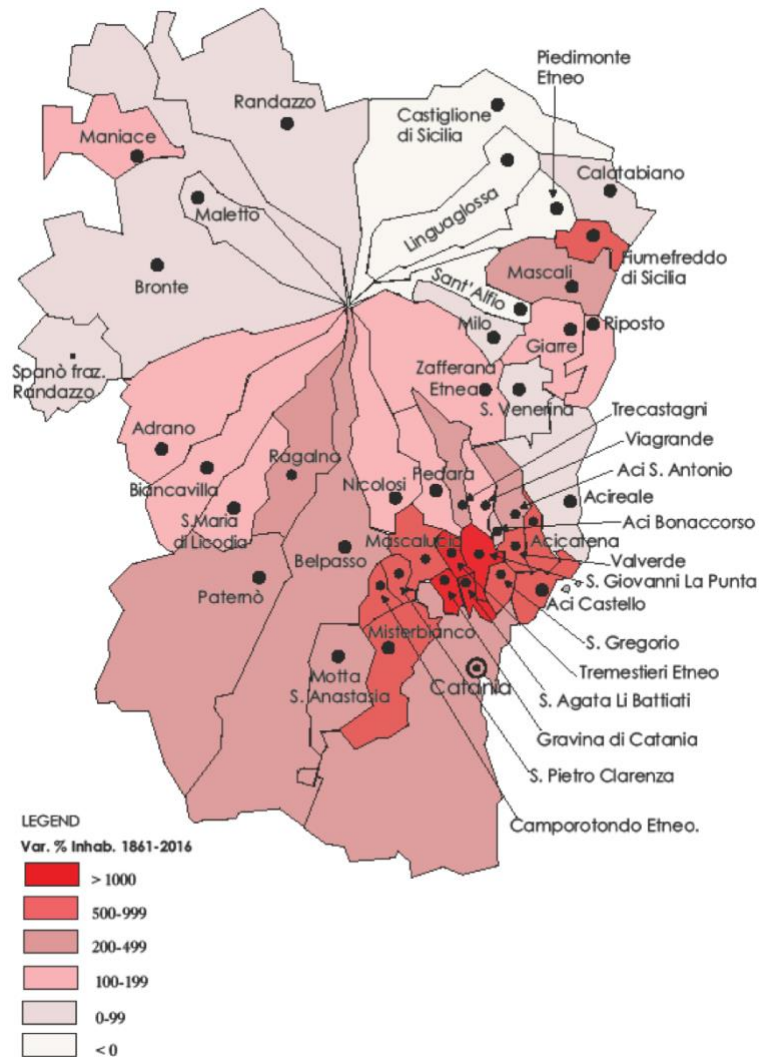 Piedimonte
Etneo
Randazzo
Castiglione
di Sicilia
Maniace
Calatabiano
Maletto
Linguaglossa
Fiumefreddo
di Sicilia
Bronte
Mascali
Sant'Alfio
Milo
Riposto
Giarre
Spanò fraz.
Randazzo
Zafferana
Etnea
S. Venerina
Trecastagni
Adrano
Viagrande
Ragalna
Pedara
Aci S. Antonio
Biancavilla
Nicolosi
Acireale
S.Maria
di Licodia
Aci Bonaccorso
Mascalucia
Acicatena
Belpasso
Valverde
Paternò
S. Giovanni La Punta
Aci Castello
Misterbianco
S. Gregorio
Motta
S. Anastasia
Catania
Tremestieri Etneo
S. Agata Li Battiati
Gravina di Catania
S. Pietro Clarenza
Camporotondo Etneo.
LEGEND
Var. % Inhab. 1861-2016
> 1000
500-999
200-499
100-199
0-99
< 0